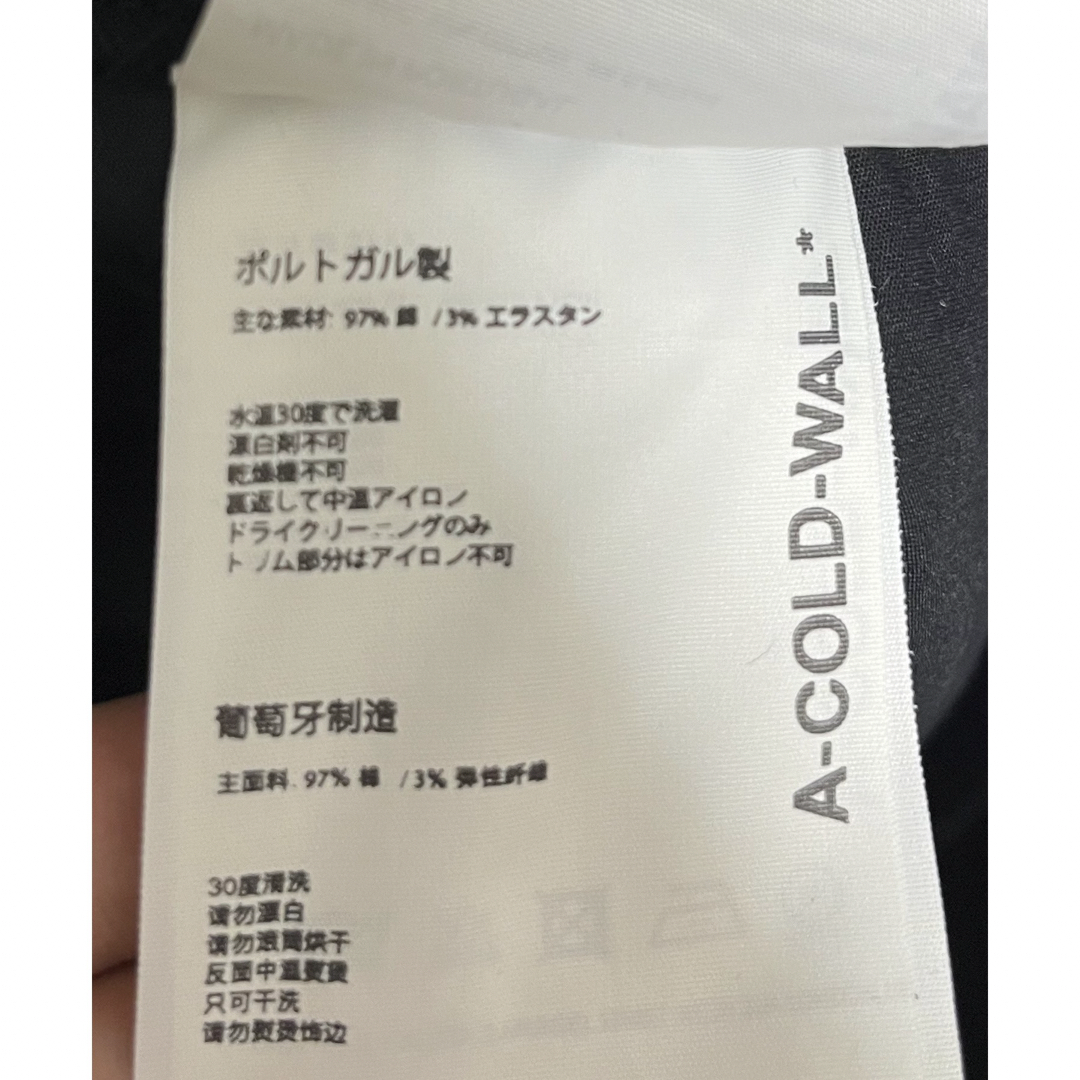 ポルトガル製
主な素材: 97% 綿 /3% エラスタン
水温30度で洗濯
漂白剤不可
乾燥機不可
裏返して中温アイロン
ドライクリーニングのみ
トリム部分はアイロン不可
葡萄牙制造
主面料: 97% 棉 /3% 弹性纤维
30度清洗
请勿漂白
请勿滚筒烘干
反面中温熨烫
只可干洗
请勿熨烫饰边
A-COLD-WALL*